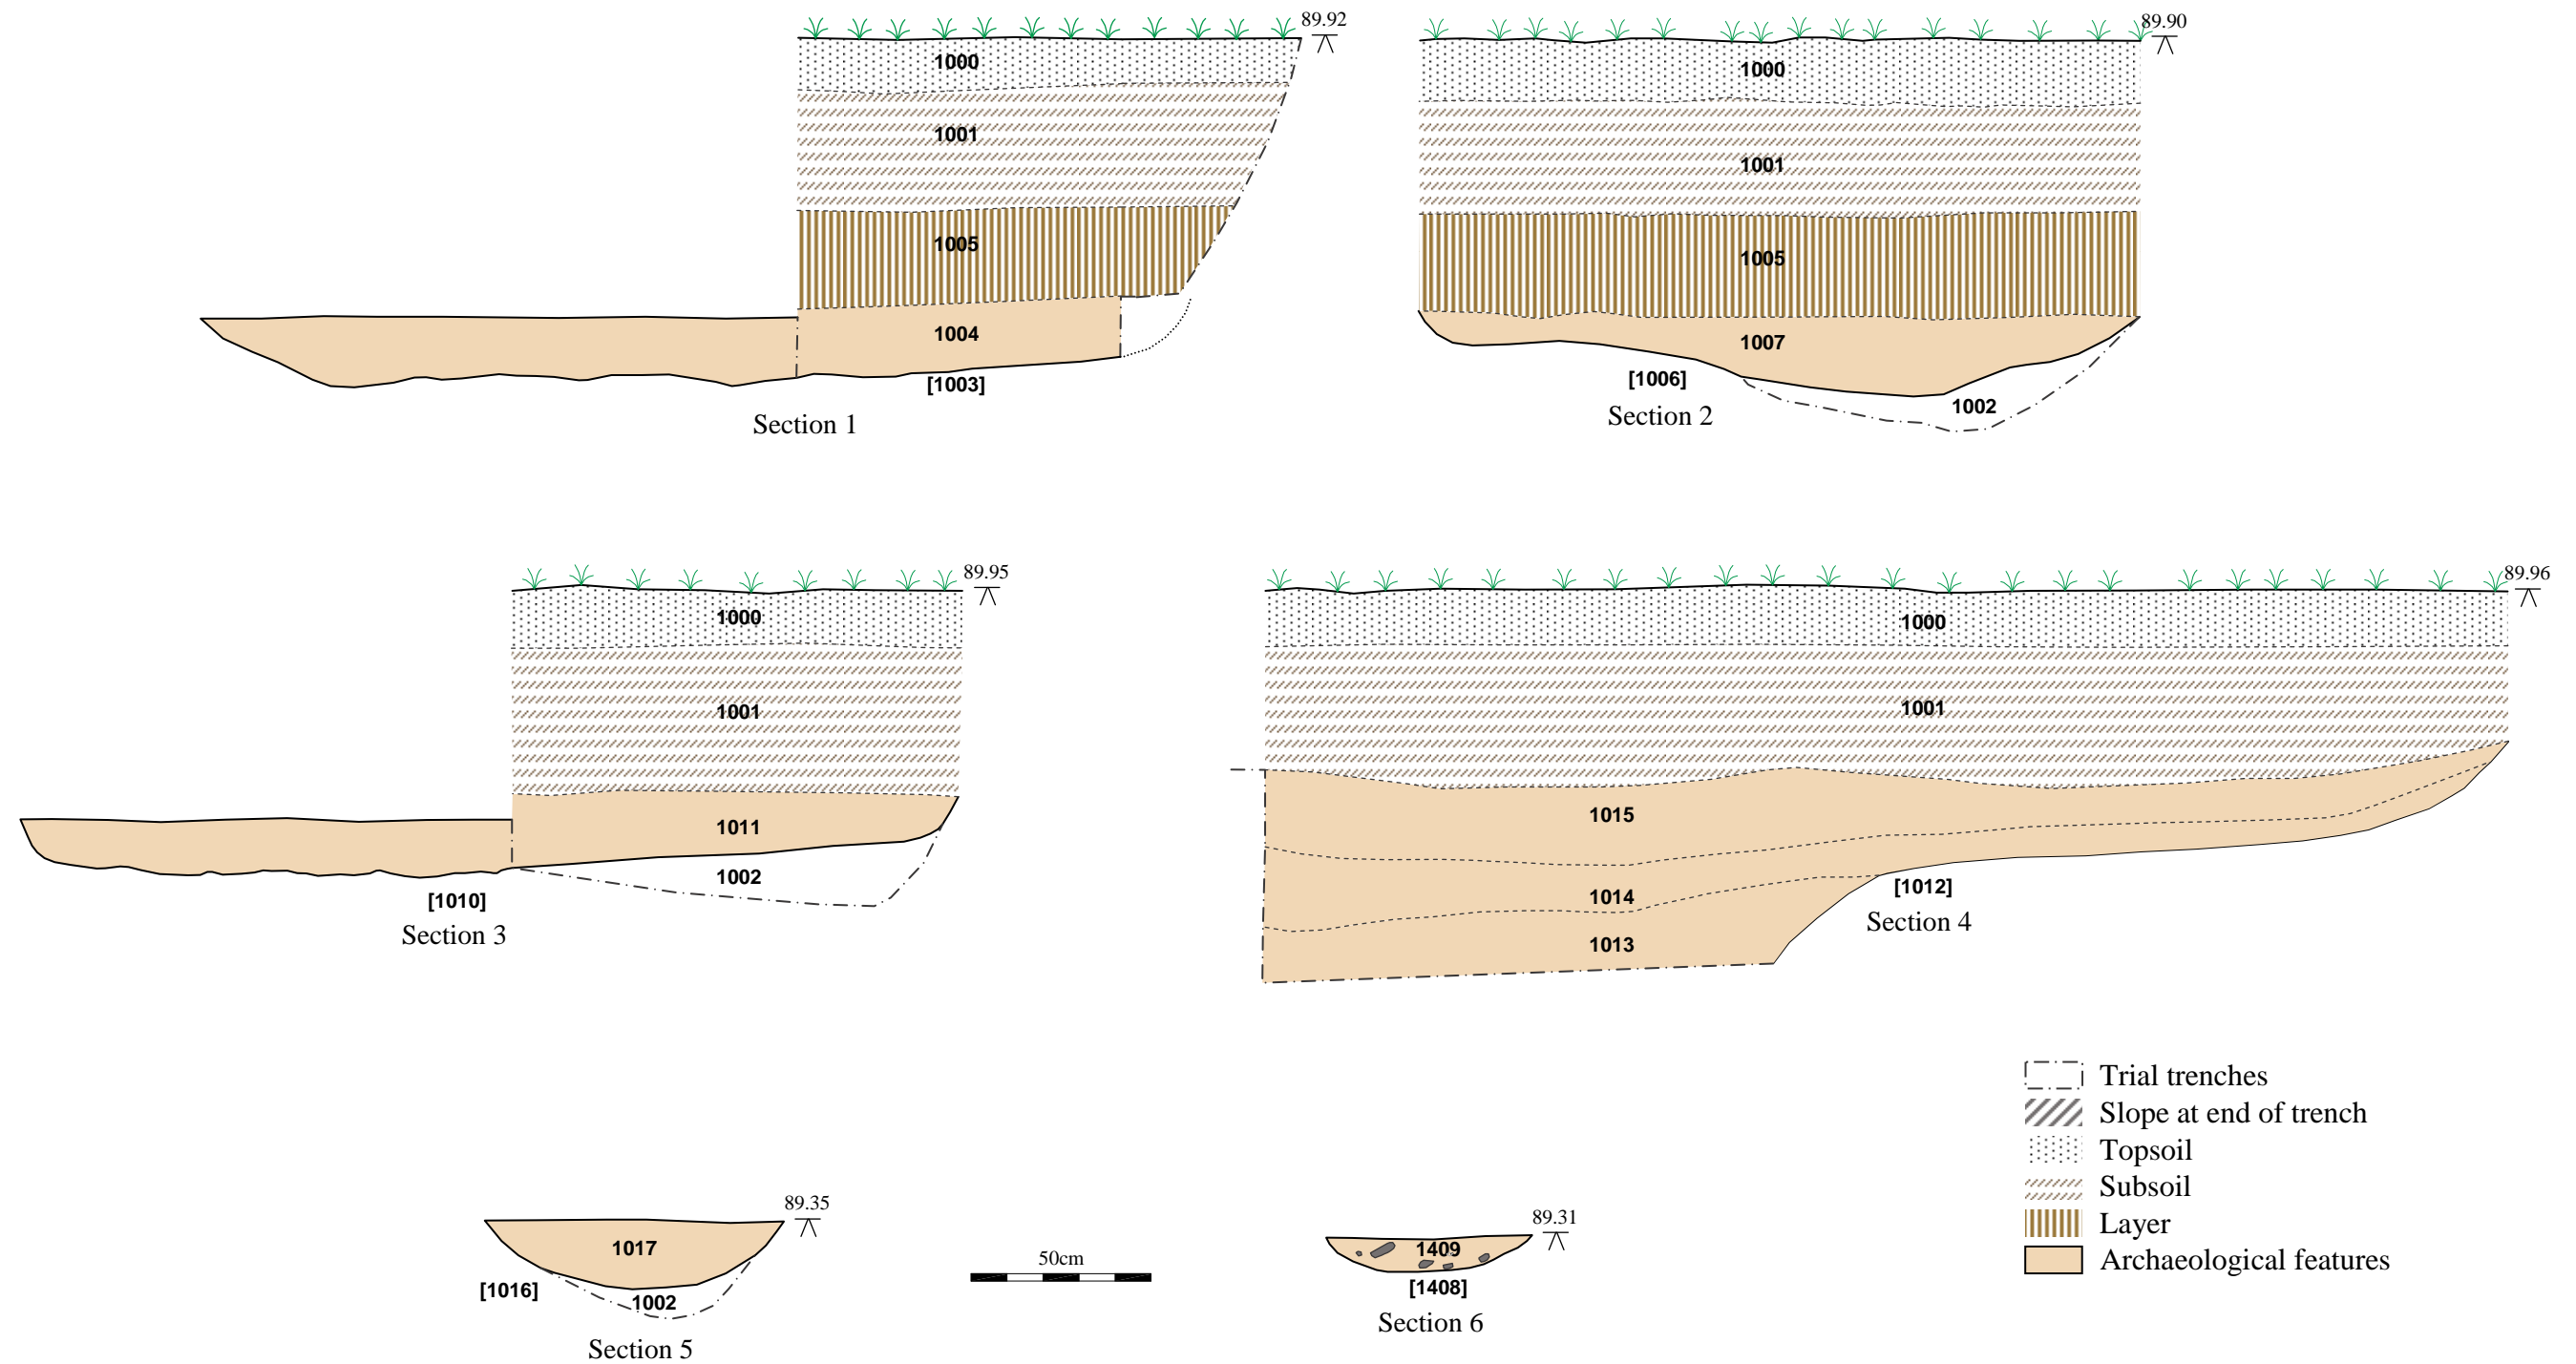 89.92
1000
1001
1005
1004
[1003]
Section 1
89.90
1000
1001
1005
1007
[1006]
1002
Section 2
89.95
1000
1001
1011
1002
[1010]
Section 3
89.96
1000
1001
1015
1014
1013
[1012]
Section 4
89.35
1017
[1016]
1002
Section 5
50cm
89.31
1409
[1408]
Section 6
Trial trenches
Slope at end of trench
Topsoil
Subsoil
Layer
Archaeological features